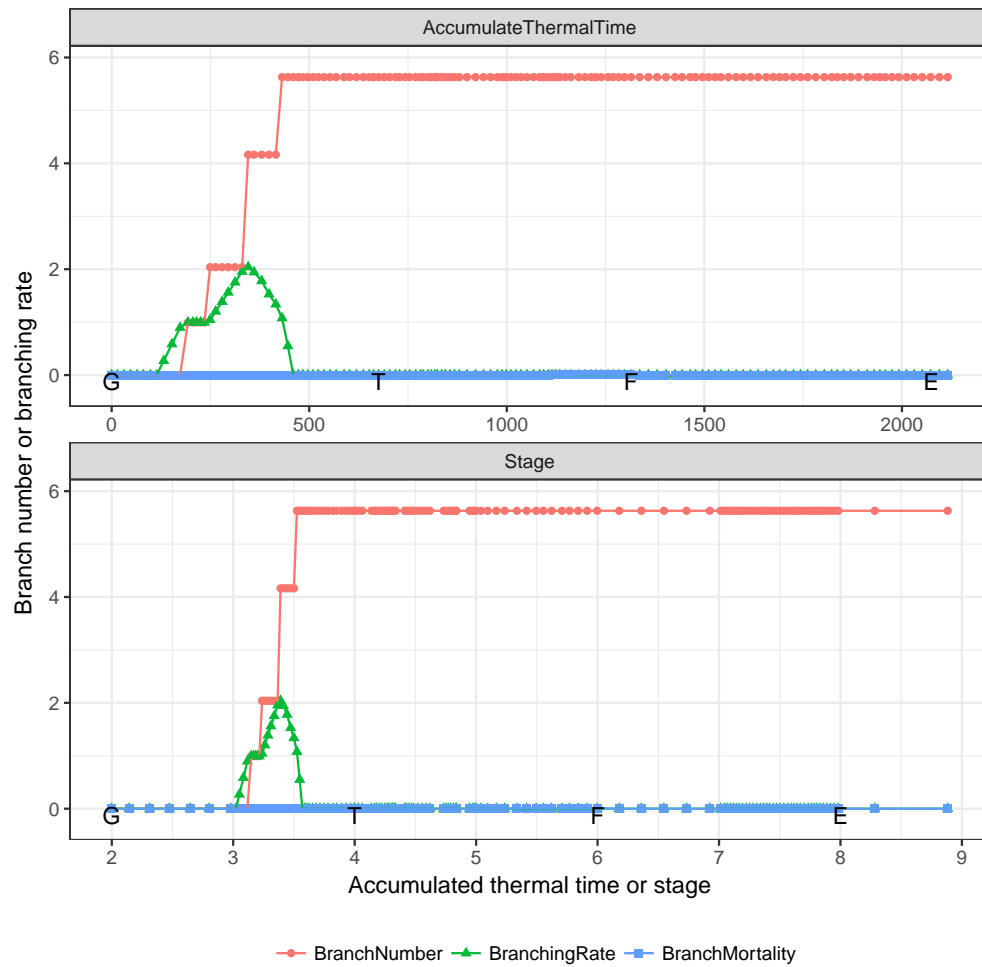 AccumulateThermalTime
6
4
2
0
G T F E
0 500 1000 1500 2000
Stage
6
4
2
0
G T F E
2 3 4 5 6 7 8 9
Branch number or branching rate
Accumulated thermal time or stage
BranchNumber BranchingRate BranchMortality